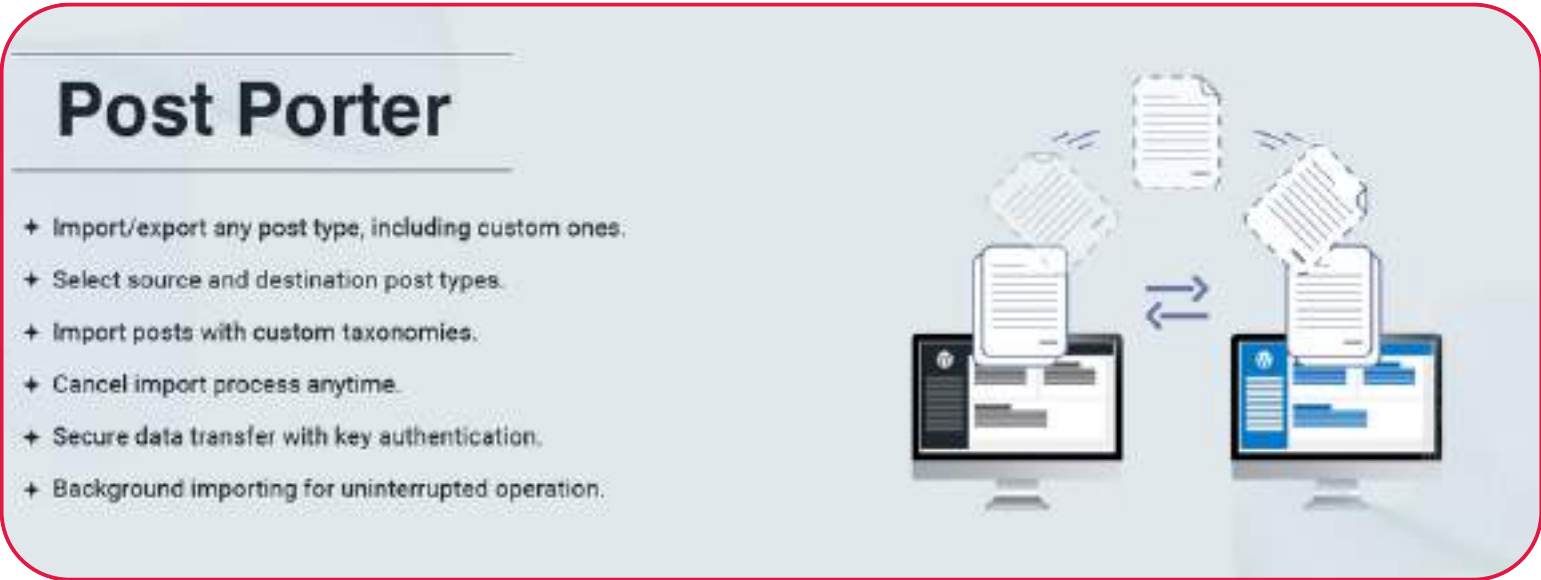 Post Porter
Import/export any post type, including custom ones.
Select source and destination post types.
Import posts with custom taxonomies.
Cancel import process anytime.
Secure data transfer with key authentication.
Background importing for uninterrupted operation.